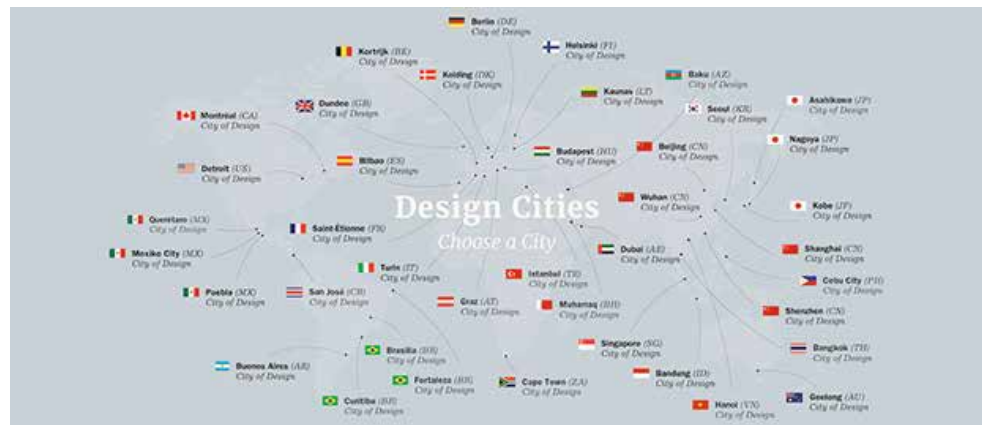 Berlin (DE)
City of Design
Helsinki (FI)
City of Design
Kortrijk (BE)
City of Design
Kolding (DK)
City of Design
Baku (AZ)
City of Design
Kaunas (LT)
City of Design
Dundee (GB)
City of Design
Seoul (KR)
City of Design
Asahikawa (JP)
City of Design
Montréal (CA)
City of Design
Nagoya (JP)
City of Design
Budapest (HU)
City of Design
Beijing (CN)
City of Design
Detroit (US)
City of Design
Bilbao (ES)
City of Design
Wuhan (CN)
City of Design
Design Cities
Choose a City
Kobe (JP)
City of Design
Querétaro (MX)
City of Design
Saint-Étienne (FR)
City of Design
Mexiko City (MX)
City of Design
Dubai (AE)
City of Design
Shanghai (CN)
City of Design
Turin (IT)
City of Design
Istanbul (TR)
City of Design
Cebu City (PH)
City of Design
Puebla (MX)
City of Design
San José (CR)
City of Design
Graz (AT)
City of Design
Muharraq (BH)
City of Design
Shenzhen (CN)
City of Design
Singapore (SG)
City of Design
Bangkok (TH)
City of Design
Brasilia (BR)
City of Design
Buenos Aires (AR)
City of Design
Fortaleza (BR)
City of Design
Cape Town (ZA)
City of Design
Bandung (ID)
City of Design
Curitiba (BR)
City of Design
Hanoi (VN)
City of Design
Geelong (AU)
City of Design